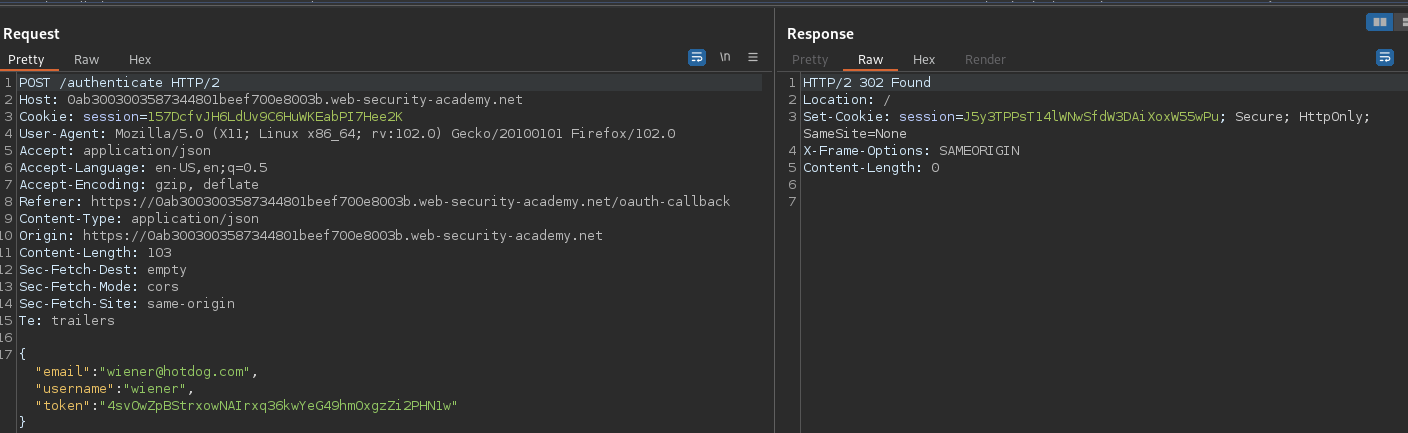 Request
Pretty Raw Hex
\n
1 POST /authenticate HTTP/2
2 Host: 0ab3003003587344801beef700e8003b.web-security-academy.net
3 Cookie: session=157DcfvJH6LdUv9C6HuWKEabPI7Hee2K
4 User-Agent: Mozilla/5.0 (X11; Linux x86_64; rv:102.0) Gecko/20100101 Firefox/102.0
5 Accept: application/json
6 Accept-Language: en-US,en;q=0.5
7 Accept-Encoding: gzip, deflate
8 Referer: https://0ab3003003587344801beef700e8003b.web-security-academy.net/oauth-callback
9 Content-Type: application/json
10 Origin: https://0ab3003003587344801beef700e8003b.web-security-academy.net
11 Content-Length: 103
12 Sec-Fetch-Dest: empty
13 Sec-Fetch-Mode: cors
14 Sec-Fetch-Site: same-origin
15 Te: trailers
16
17 {
"email":"wiener@hotdog.com",
"username":"wiener",
"token":"4svOwZpBStrxowNAIrxq36kwYeG49hmOxgzZi2PHN1w"
}
Response
Pretty Raw Hex Render
1 HTTP/2 302 Found
2 Location: /
3 Set-Cookie: session=J5y3TPPsT14lWNwSfdW3DAiXoxW55wPu; Secure; HttpOnly;
SameSite=None
4 X-Frame-Options: SAMEORIGIN
5 Content-Length: 0
6
7